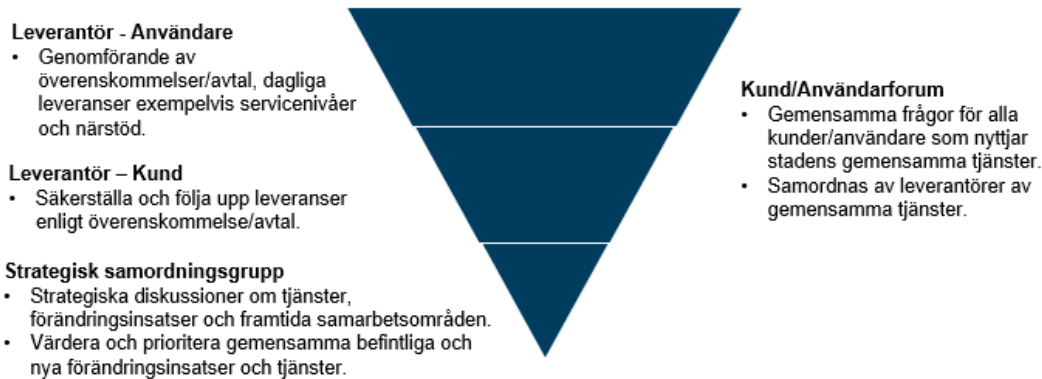 Leverantör - Användare
• Genomförande av
överenskommelser/avtal, dagliga
leveranser exempelvis servicenivåer
och närstöd.
Leverantör – Kund
• Säkerställa och följa upp leveranser
enligt överenskommelse/avtal.
Strategisk samordningsgrupp
• Strategiska diskussioner om tjänster,
förändringsinsatser och framtida samarbetsområden.
• Värdera och prioritera gemensamma befintliga och
nya förändringsinsatser och tjänster.
Kund/Användarforum
• Gemensamma frågor för alla
kunder/användare som nyttjar
stadens gemensamma tjänster.
• Samordnas av leverantörer av
gemensamma tjänster.